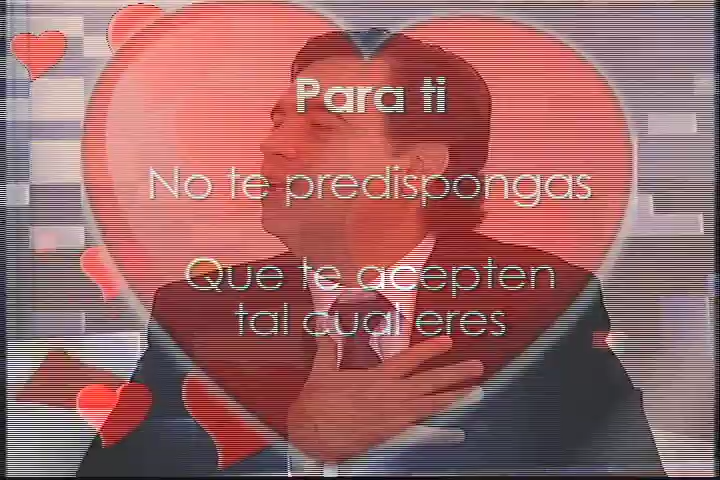 Para ti
No te predispongas
Que te acepten
tal cual eres